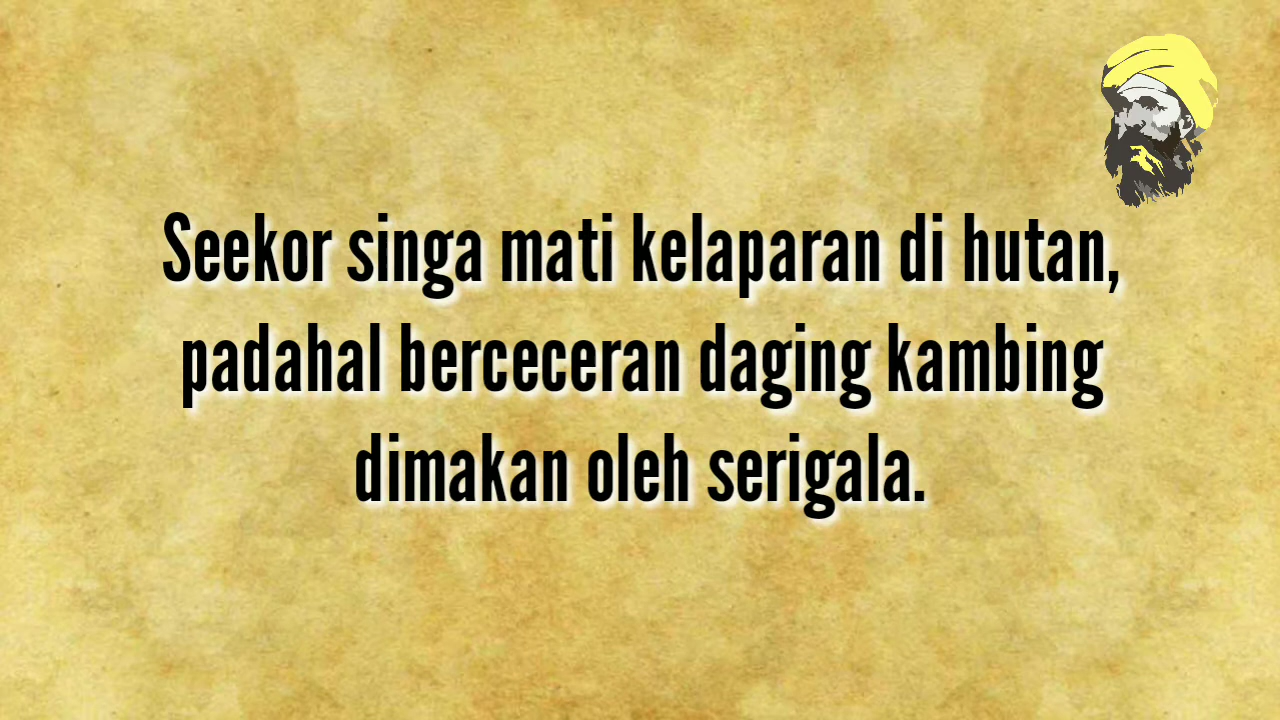 Seekor singa mati kelaparan di hutan,
padahal berceceran daging kambing
dimakan oleh serigala.